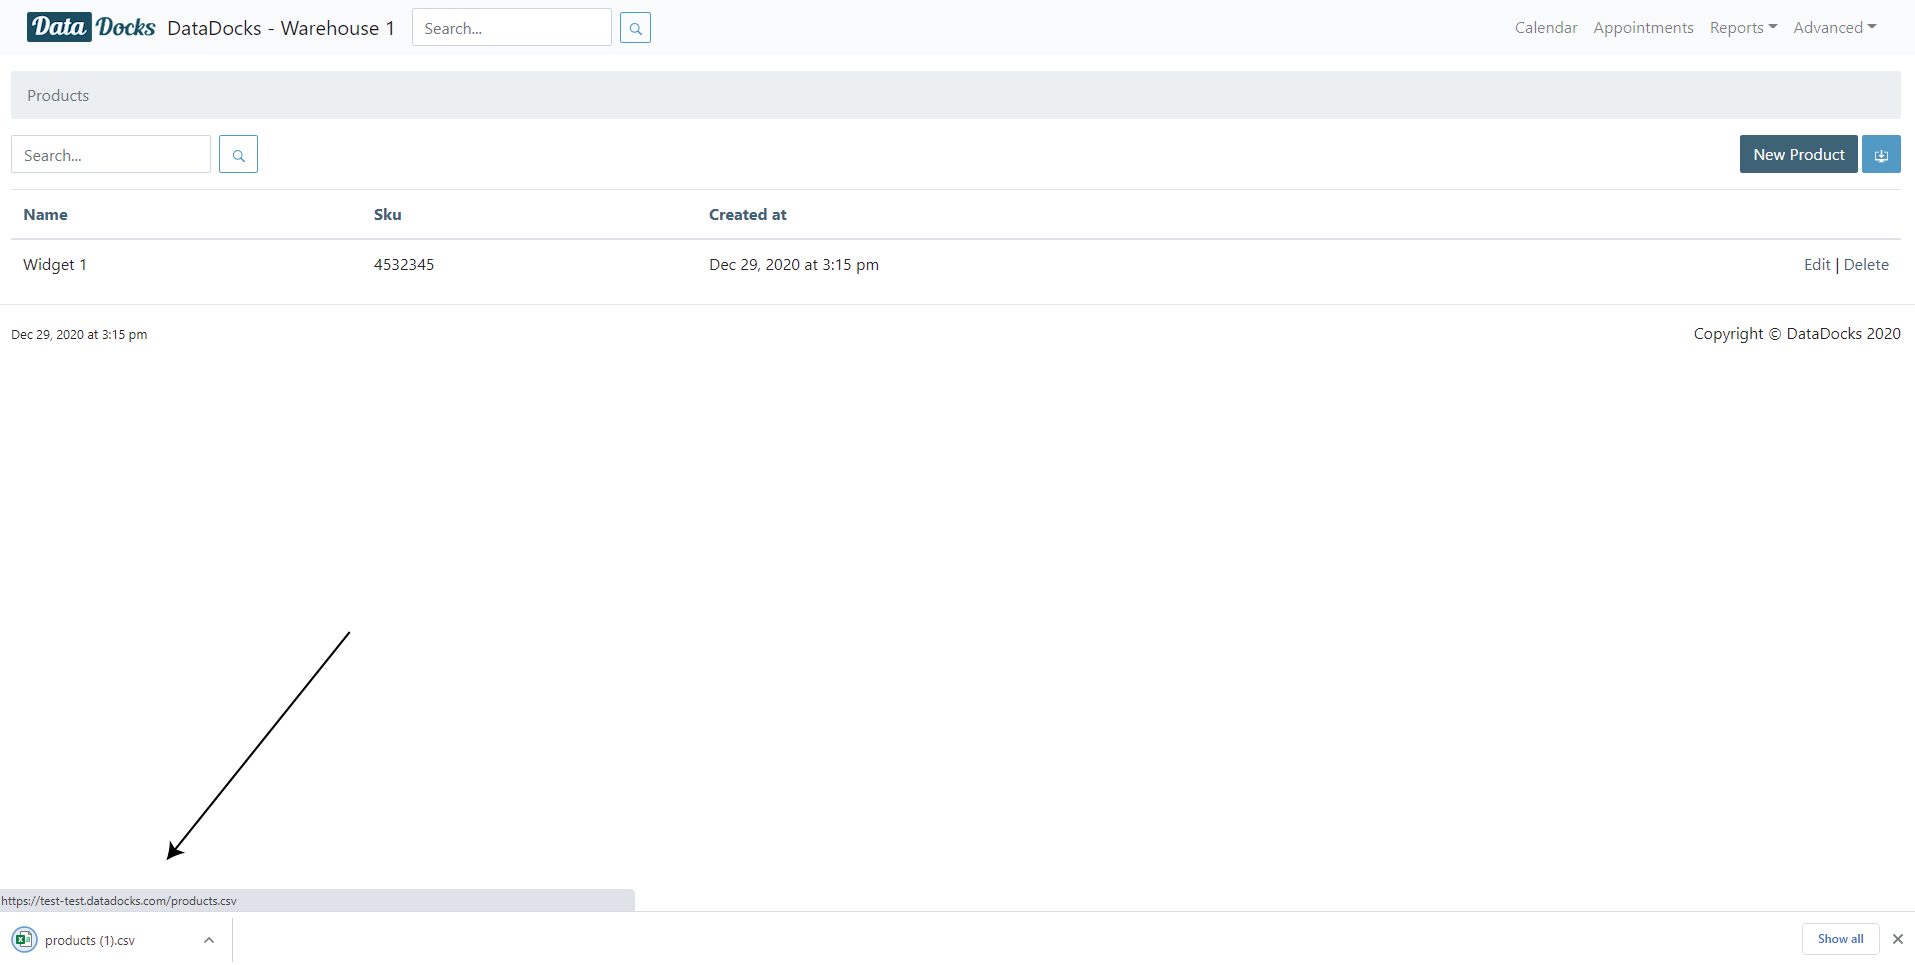 Data Docks DataDocks - Warehouse 1 Search... Calendar Appointments Reports Advanced
Products
Search... New Product
Name Sku Created at
Widget 1 4532345 Dec 29, 2020 at 3:15 pm Edit | Delete
Dec 29, 2020 at 3:15 pm Copyright © DataDocks 2020
https://test-test.datadocks.com/products.csv
products (1).csv Show all